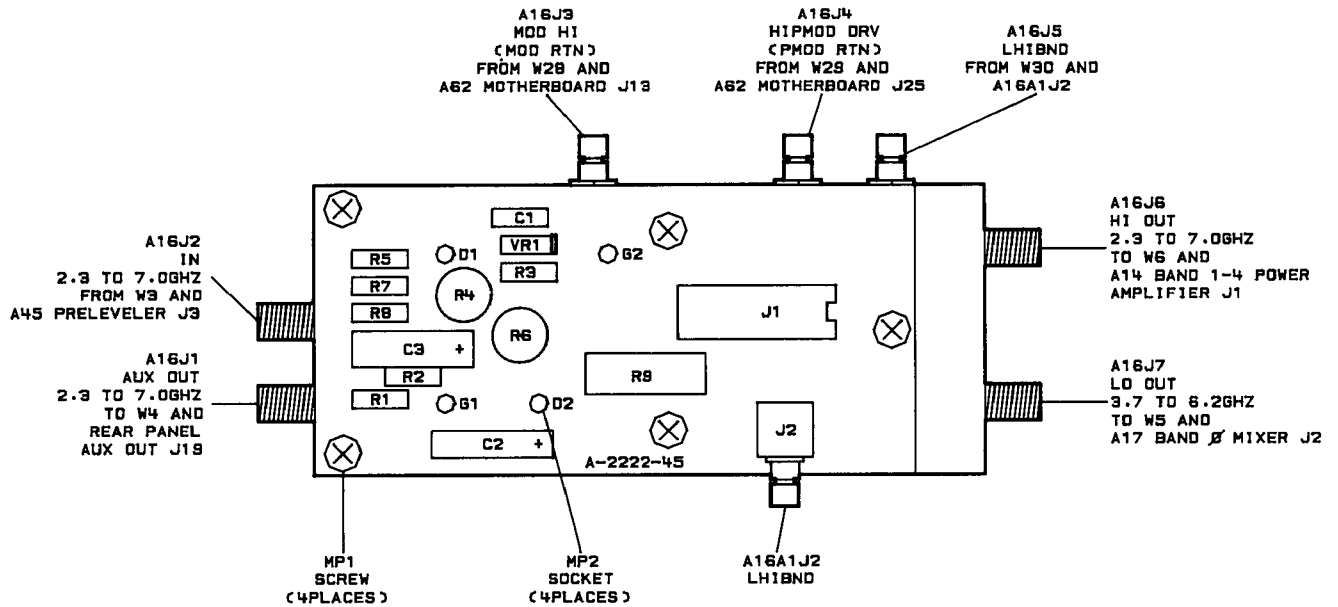 A16J3
MOD HI
(MOD RTN)
FROM W28 AND
A62 MOTHERBOARD J13
A16J4
HIPMOD DRV
(PMOD RTN)
FROM W29 AND
A62 MOTHERBOARD J25
A16J5
LHIBND
FROM W30 AND
A16A1J2
A16J2
IN
2.3 TO 7.0GHZ
FROM W3 AND
A45 PRELEVELER J3
A16J1
AUX OUT
2.3 TO 7.0GHZ
TO W4 AND
REAR PANEL
AUX OUT J19
C1
VR1
R3
D1
G2
R5
R7
R8
R4
R6
C3 +
R2
R1
G1
D2
C2 +
J1
R9
J2
A-2222-45
A16J6
HI OUT
2.3 TO 7.0GHZ
TO W6 AND
A14 BAND 1-4 POWER
AMPLIFIER J1
A16J7
LO OUT
3.7 TO 6.2GHZ
TO W5 AND
A17 BAND Ø MIXER J2
MP1
SCREW
(4PLACES)
MP2
SOCKET
(4PLACES)
A16A1J2
LHIBND